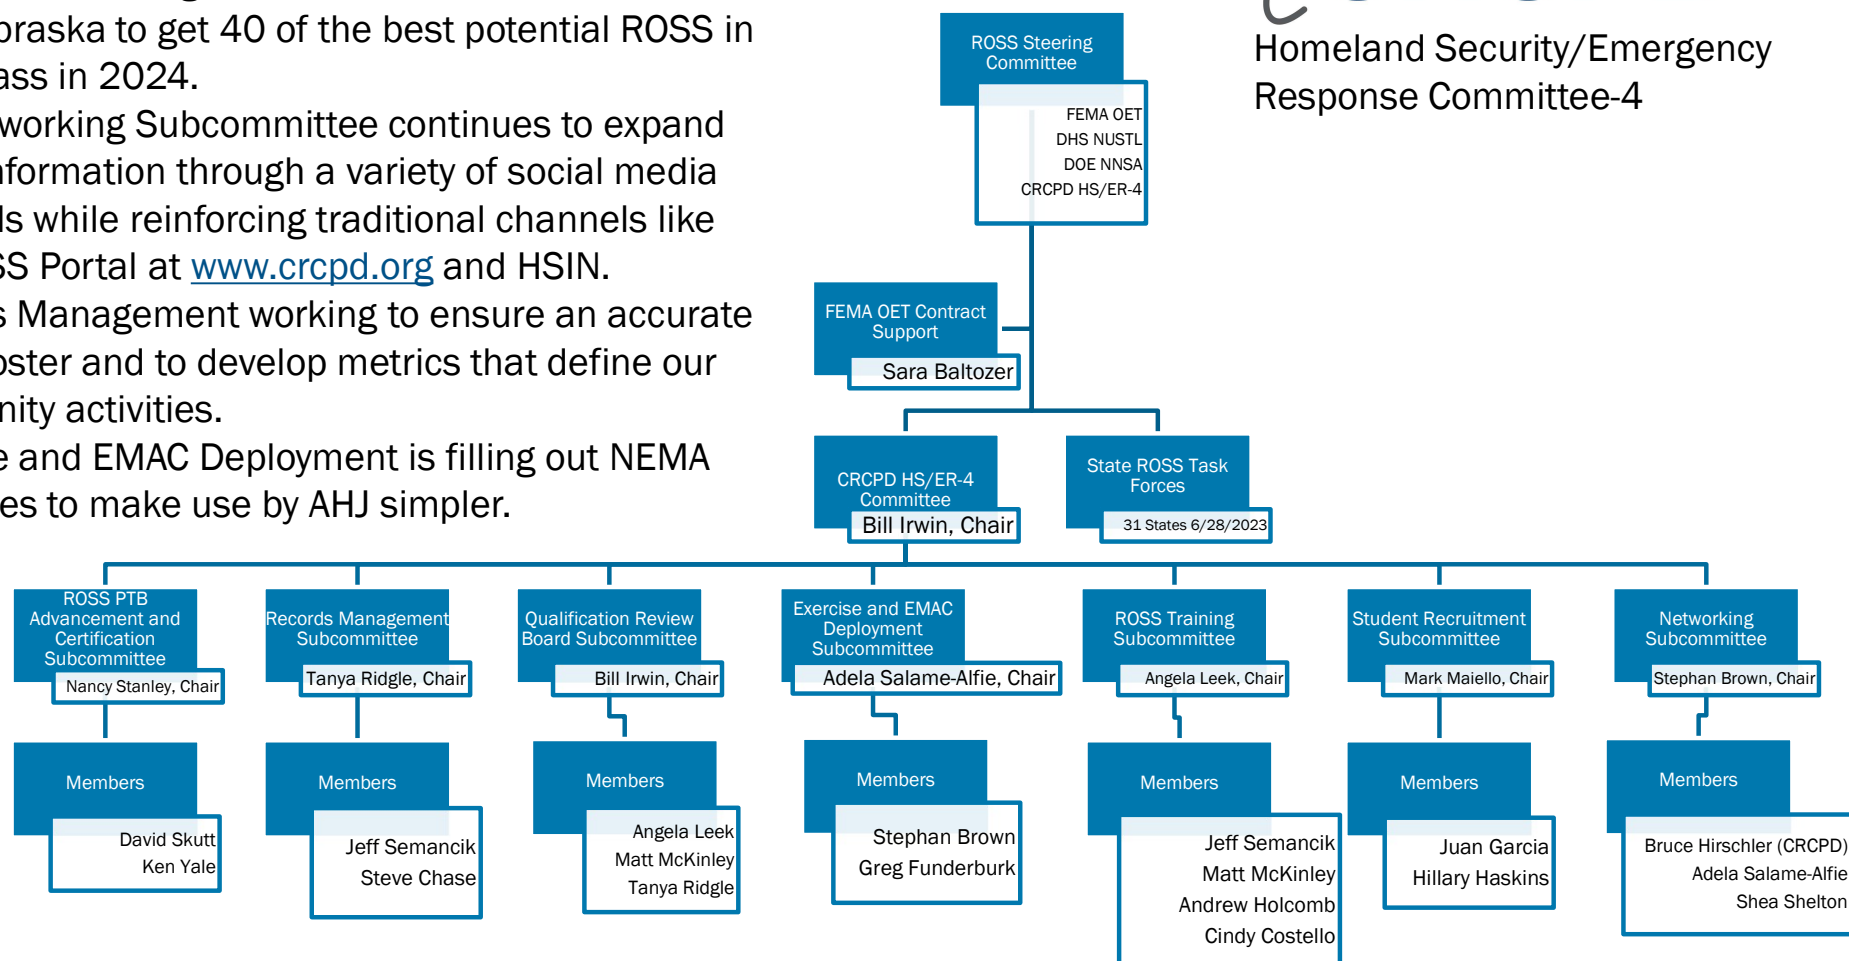 braska to get 40 of the best potential ROSS in
ass in 2024.
working Subcommittee continues to expand
nformation through a variety of social media
ls while reinforcing traditional channels like
SS Portal at www.crcpd.org and HSIN.
s Management working to ensure an accurate
oster and to develop metrics that define our
nity activities.
e and EMAC Deployment is filling out NEMA
es to make use by AHJ simpler.
Homeland Security/Emergency
Response Committee-4
ROSS Steering
Committee
FEMA OET
DHS NUSTL
DOE NNSA
CRCPD HS/ER-4
FEMA OET Contract
Support
Sara Baltozer
CRCPD HS/ER-4
Committee
Bill Irwin, Chair
State ROSS Task
Forces
31 States 6/28/2023
ROSS PTB
Advancement and
Certification
Subcommittee
Nancy Stanley, Chair
Records Management
Subcommittee
Tanya Ridgle, Chair
Qualification Review
Board Subcommittee
Bill Irwin, Chair
Exercise and EMAC
Deployment
Subcommittee
Adela Salame-Alfie, Chair
ROSS Training
Subcommittee
Angela Leek, Chair
Student Recruitment
Subcommittee
Mark Maiello, Chair
Networking
Subcommittee
Stephan Brown, Chair
Members
David Skutt
Ken Yale
Members
Jeff Semancik
Steve Chase
Members
Angela Leek
Matt McKinley
Tanya Ridgle
Members
Stephan Brown
Greg Funderburk
Members
Jeff Semancik
Matt McKinley
Andrew Holcomb
Cindy Costello
Members
Juan Garcia
Hillary Haskins
Members
Bruce Hirschler (CRCPD)
Adela Salame-Alfie
Shea Shelton